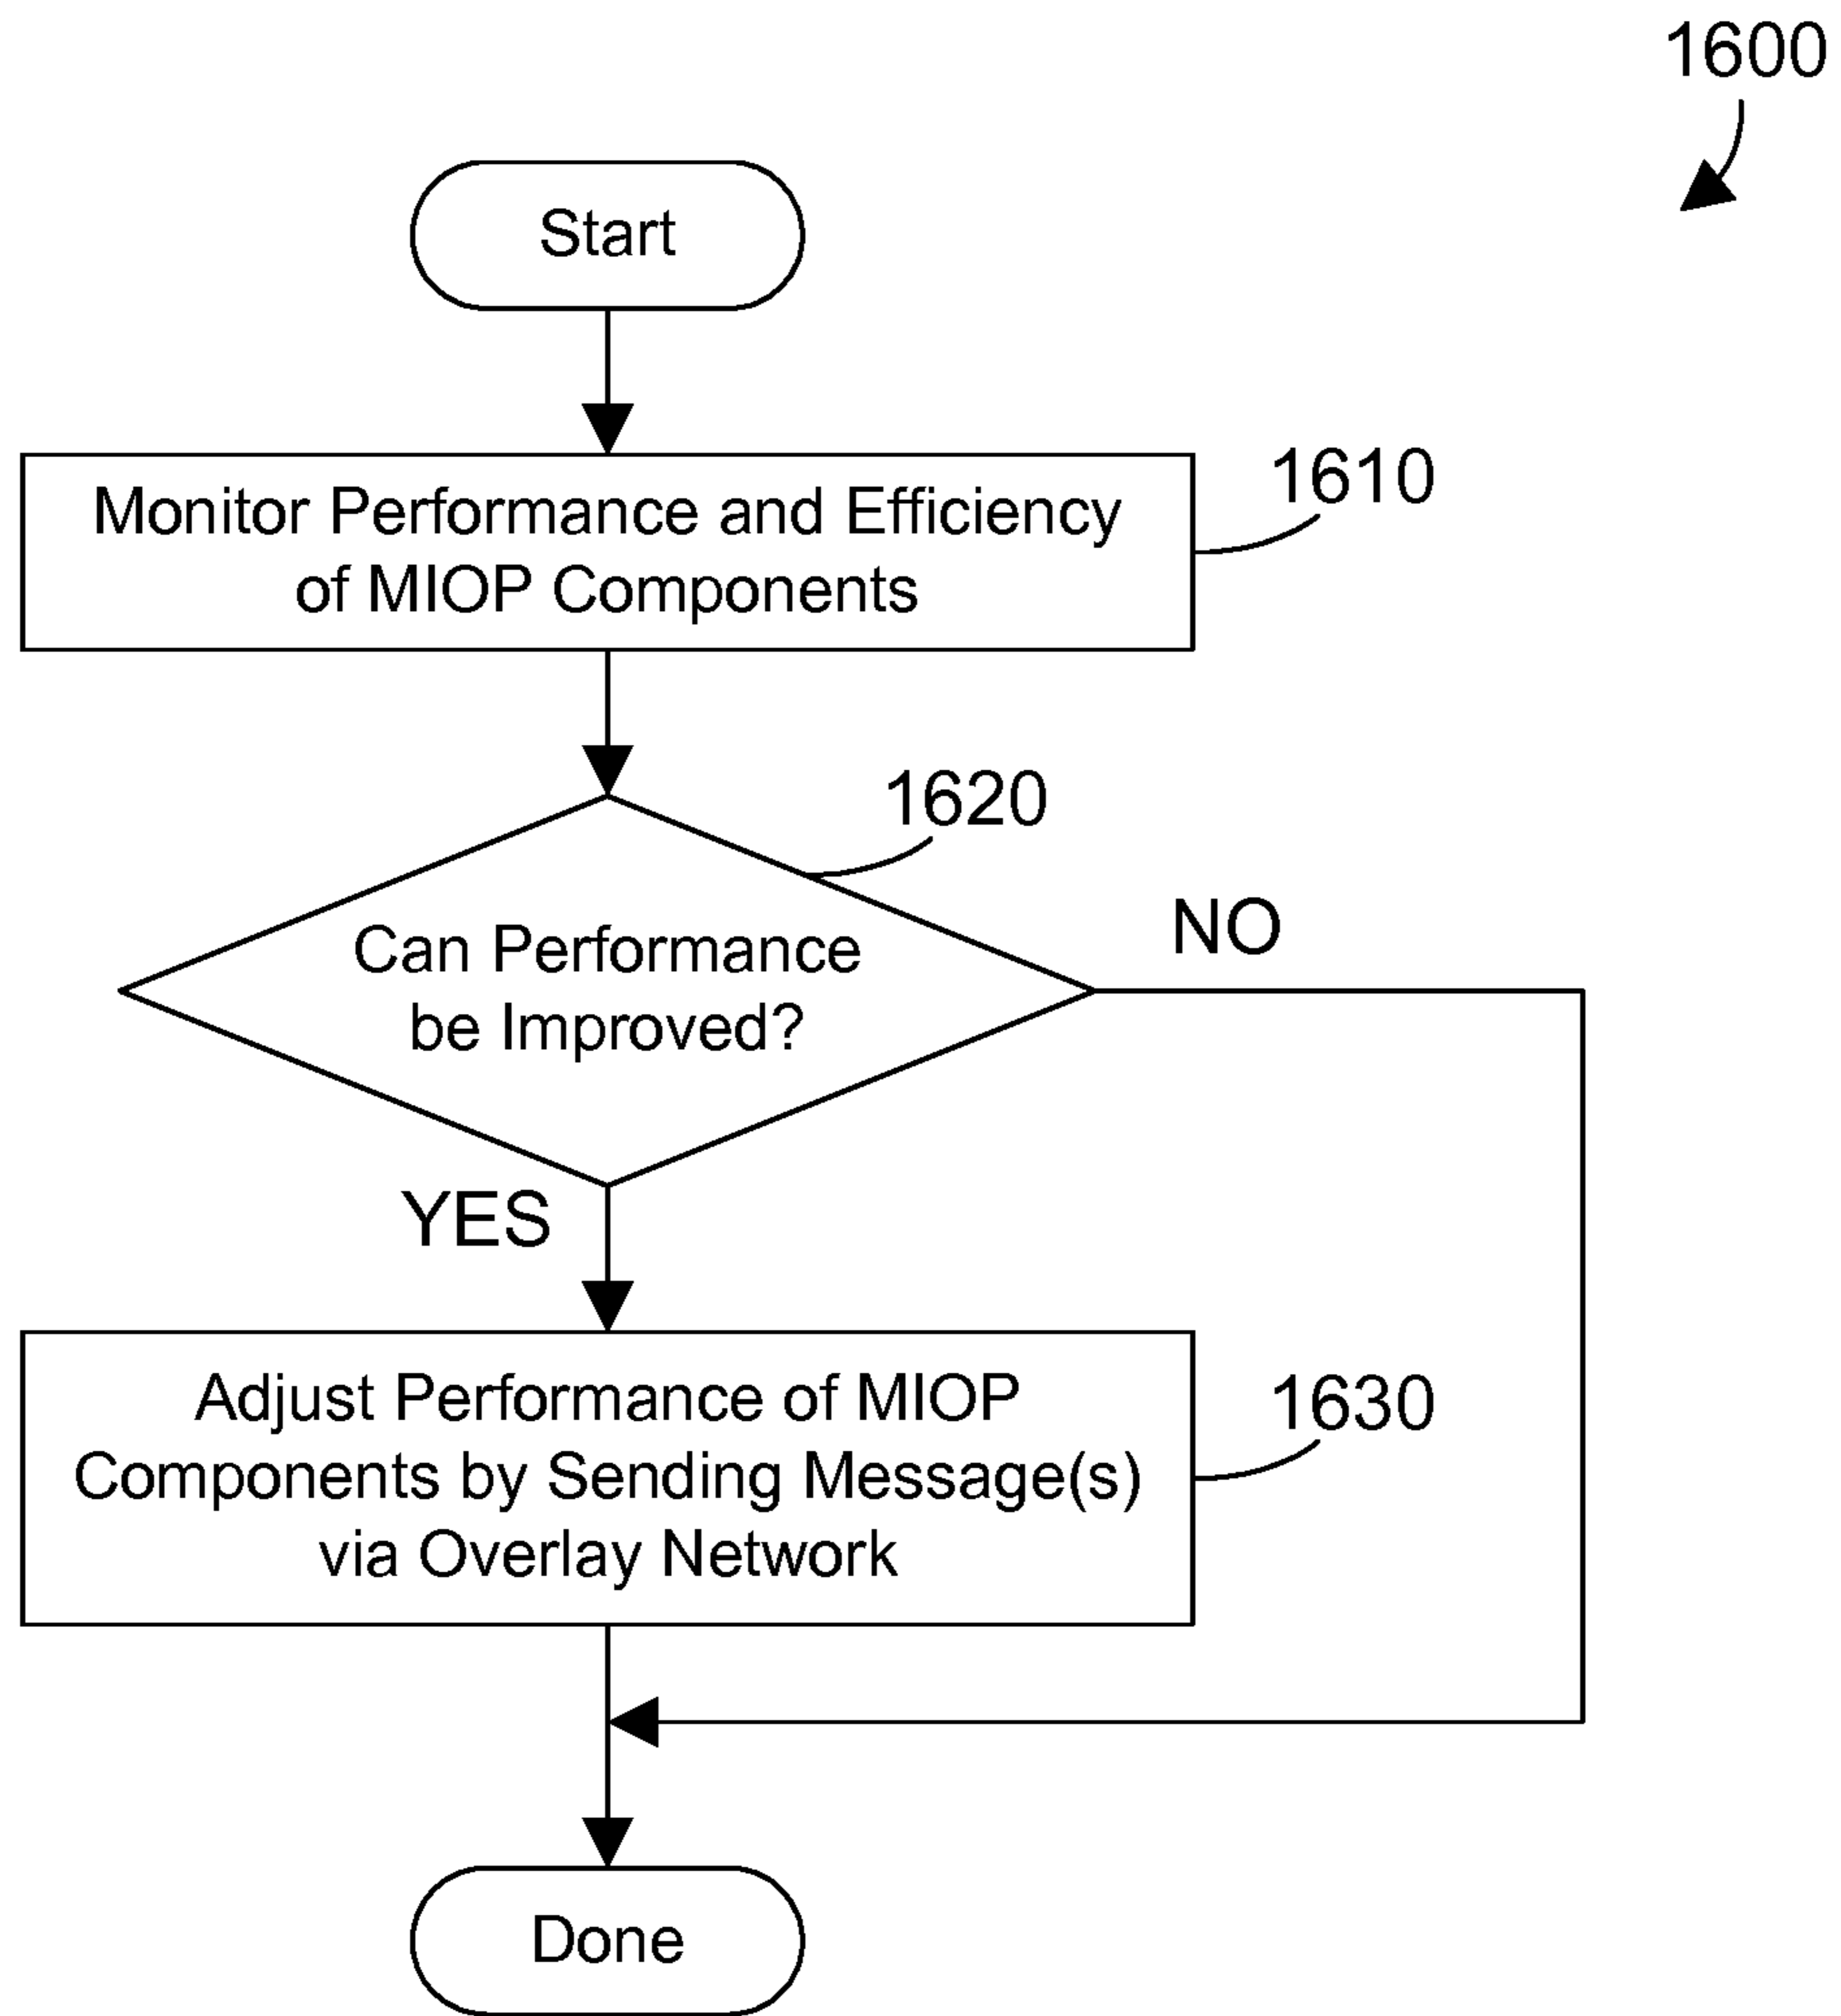 1600
Start
Monitor Performance and Efficiency
of MIOP Components
1610
1620
Can Performance
be Improved?
NO
YES
Adjust Performance of MIOP
Components by Sending Message(s)
via Overlay Network
1630
Done